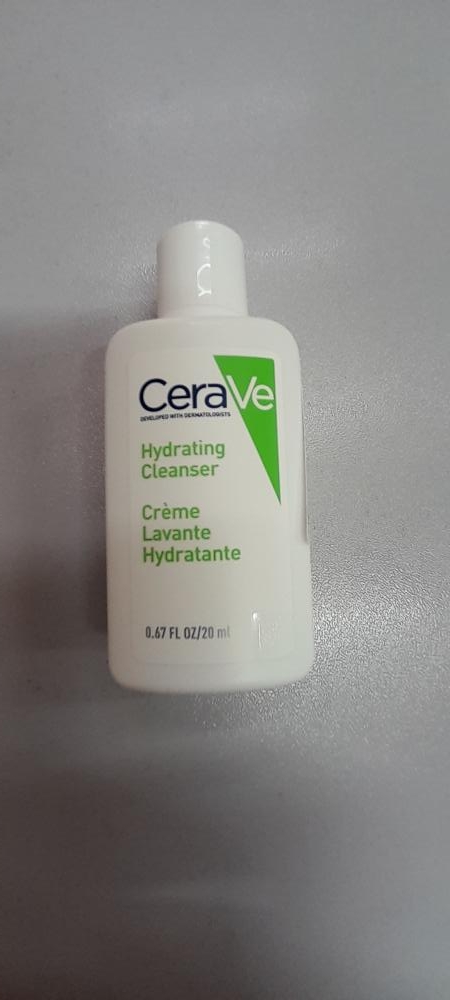 CeraVe
DEVELOPED WITH DERMATOLOGISTS
Hydrating
Cleanser
Crème
Lavante
Hydratante
0.67 FL OZ/20 ml